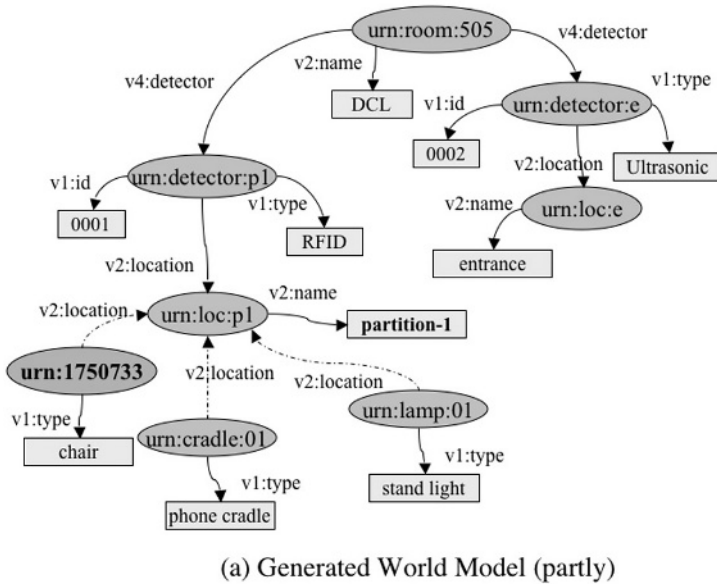 urn:room:505
v4:detector
v2:name
v4:detector
DCL
v1:id
urn:detector:e
v1:type
0002
v2:location
Ultrasonic
urn:detector:p1
v1:id
v1:type
v2:name
urn:loc:e
0001
RFID
entrance
v2:location
v2:name
v2:location
urn:loc:p1
partition-1
urn:1750733
v2:location
v2:location
v1:type
urn:cradle:01
urn:lamp:01
chair
v1:type
v1:type
stand light
phone cradle
(a) Generated World Model (partly)